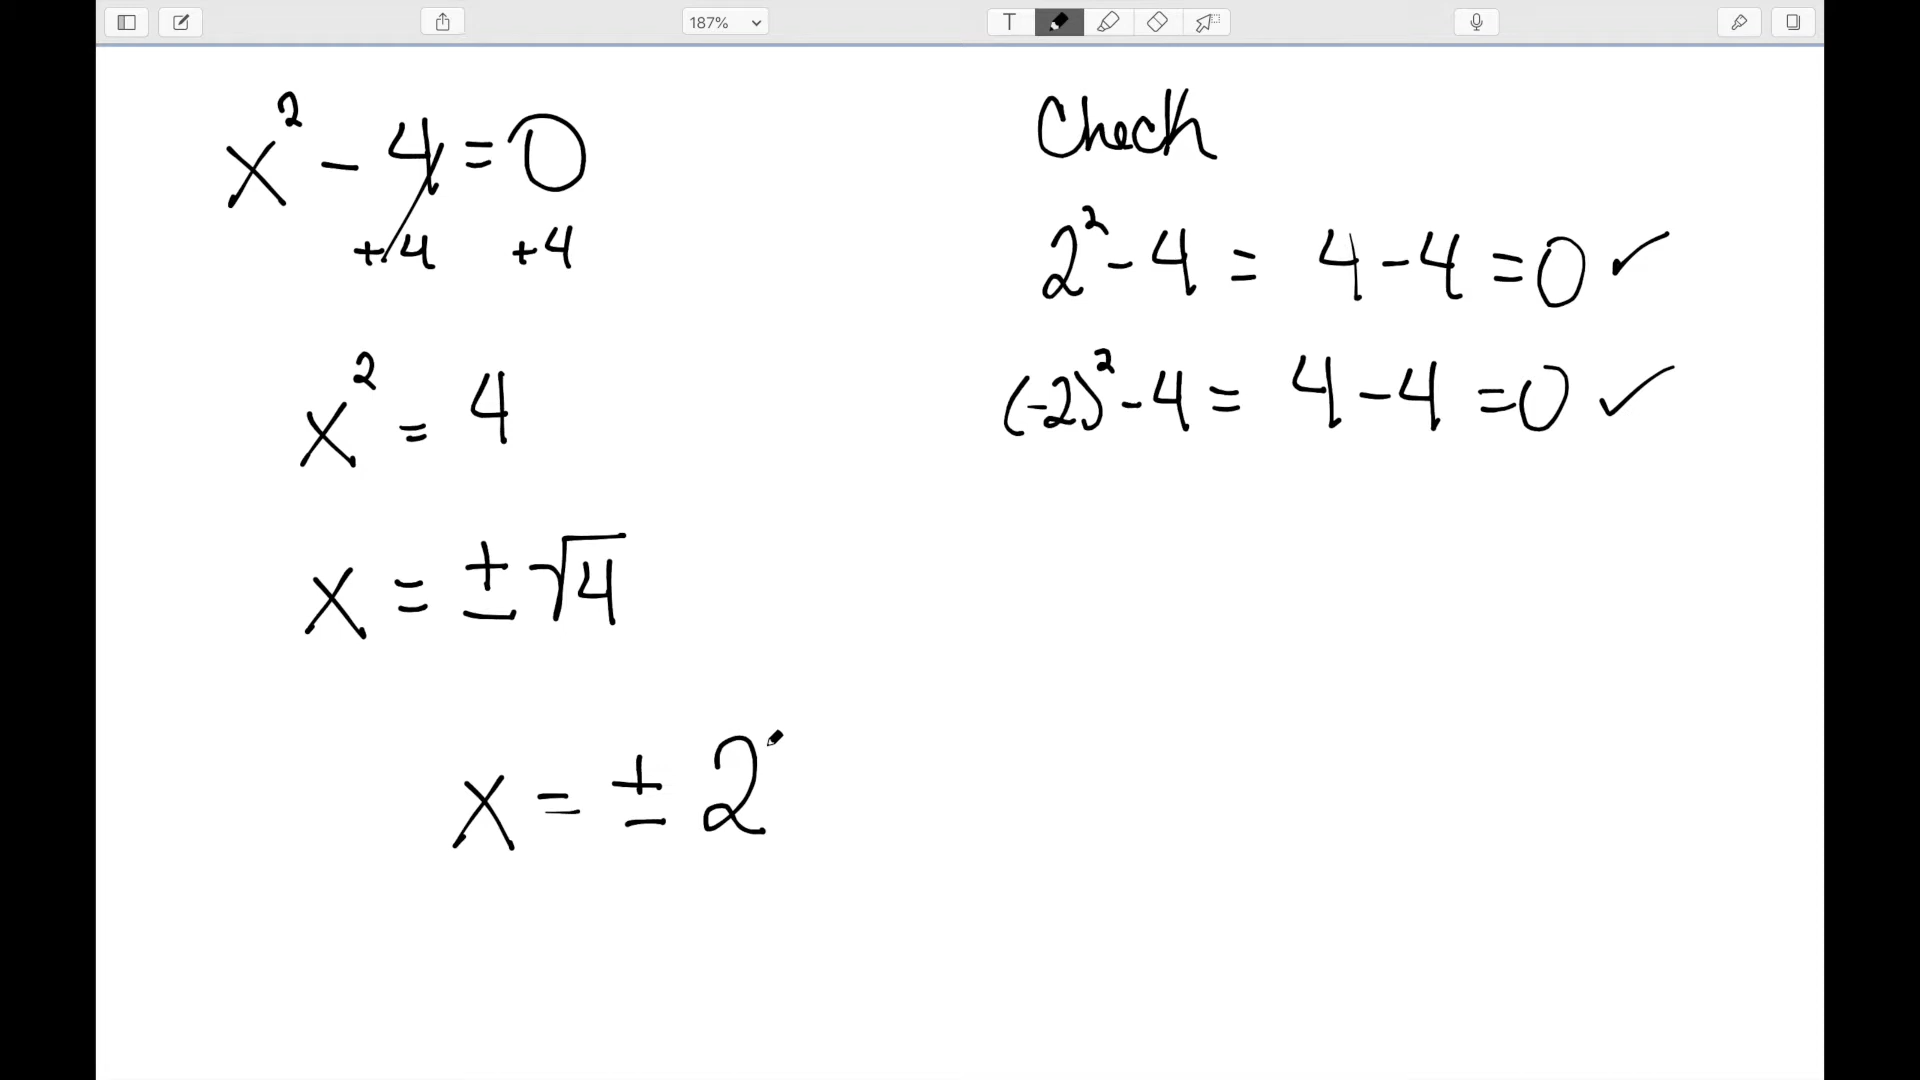 187%
T
x² - 4 = 0
+4 +4
x² = 4
x = ± √4
x = ± 2
Check
2² - 4 = 4 - 4 = 0 ✓
(-2)² - 4 = 4 - 4 = 0 ✓